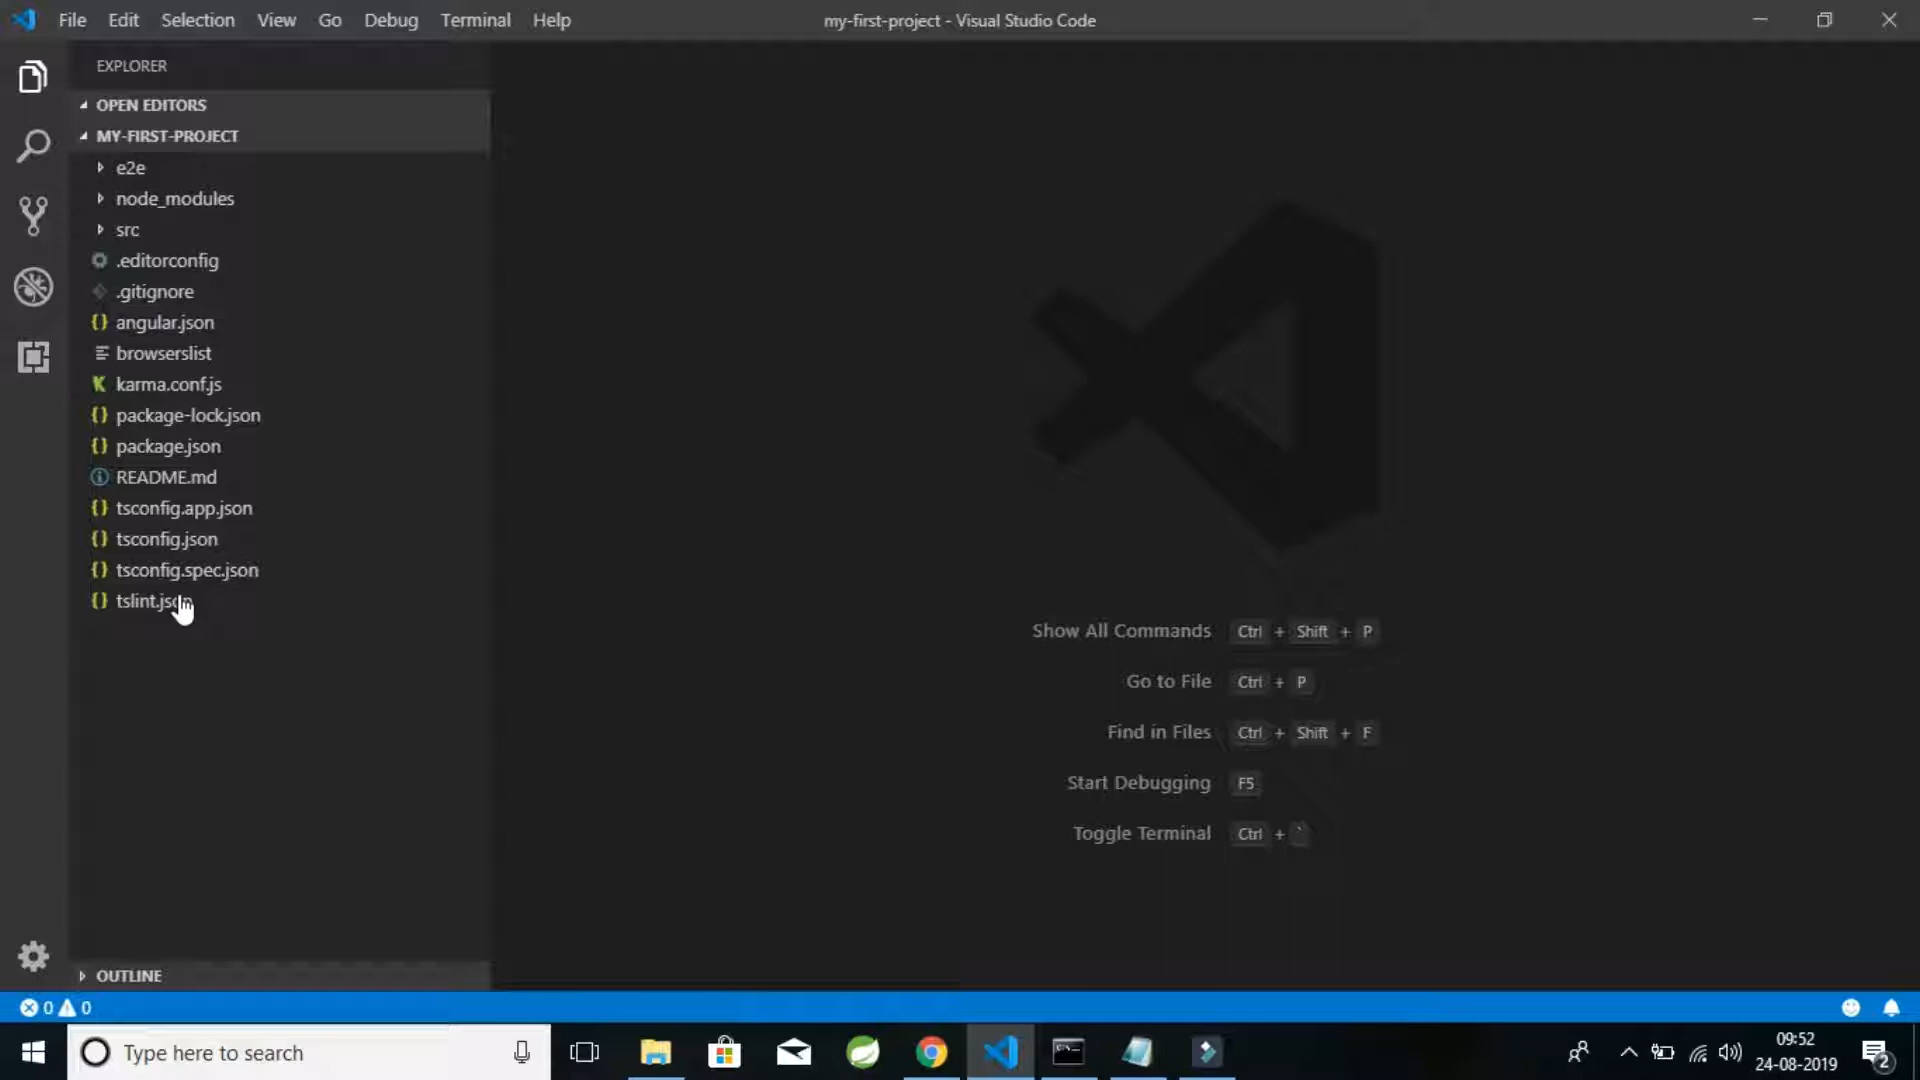 File Edit Selection View Go Debug Terminal Help my-first-project - Visual Studio Code
EXPLORER
OPEN EDITORS
MY-FIRST-PROJECT
e2e
node_modules
src
.editorconfig
.gitignore
angular.json
browserslist
karma.conf.js
package-lock.json
package.json
README.md
tsconfig.app.json
tsconfig.json
tsconfig.spec.json
tslint.json
Show All Commands Ctrl + Shift + P
Go to File Ctrl + P
Find in Files Ctrl + Shift + F
Start Debugging F5
Toggle Terminal Ctrl + `
OUTLINE
0 0
Type here to search
09:52
24-08-2019
2